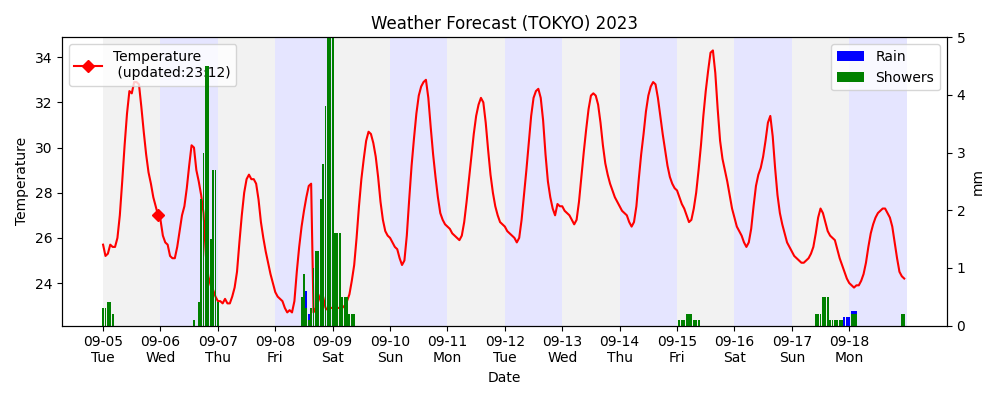 Weather Forecast (TOKYO) 2023
Temperature
(updated:23:12)
Rain
Showers
34
32
30
28
26
24
Temperature
5
4
3
2
1
0
mm
09-05 09-06 09-07 09-08 09-09 09-10 09-11 09-12 09-13 09-14 09-15 09-16 09-17 09-18
Tue Wed Thu Fri Sat Sun Mon Tue Wed Thu Fri Sat Sun Mon
Date